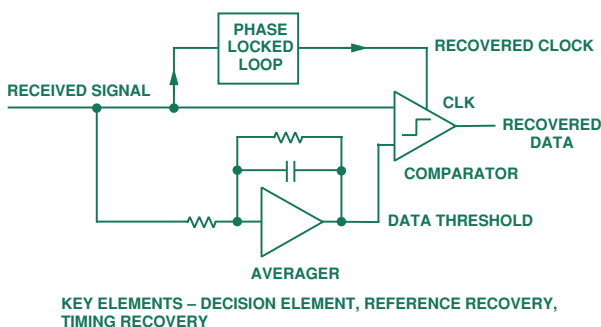 PHASE
LOCKED
LOOP
RECOVERED CLOCK
RECEIVED SIGNAL
CLK
RECOVERED
DATA
COMPARATOR
DATA THRESHOLD
AVERAGER
KEY ELEMENTS – DECISION ELEMENT, REFERENCE RECOVERY,
TIMING RECOVERY